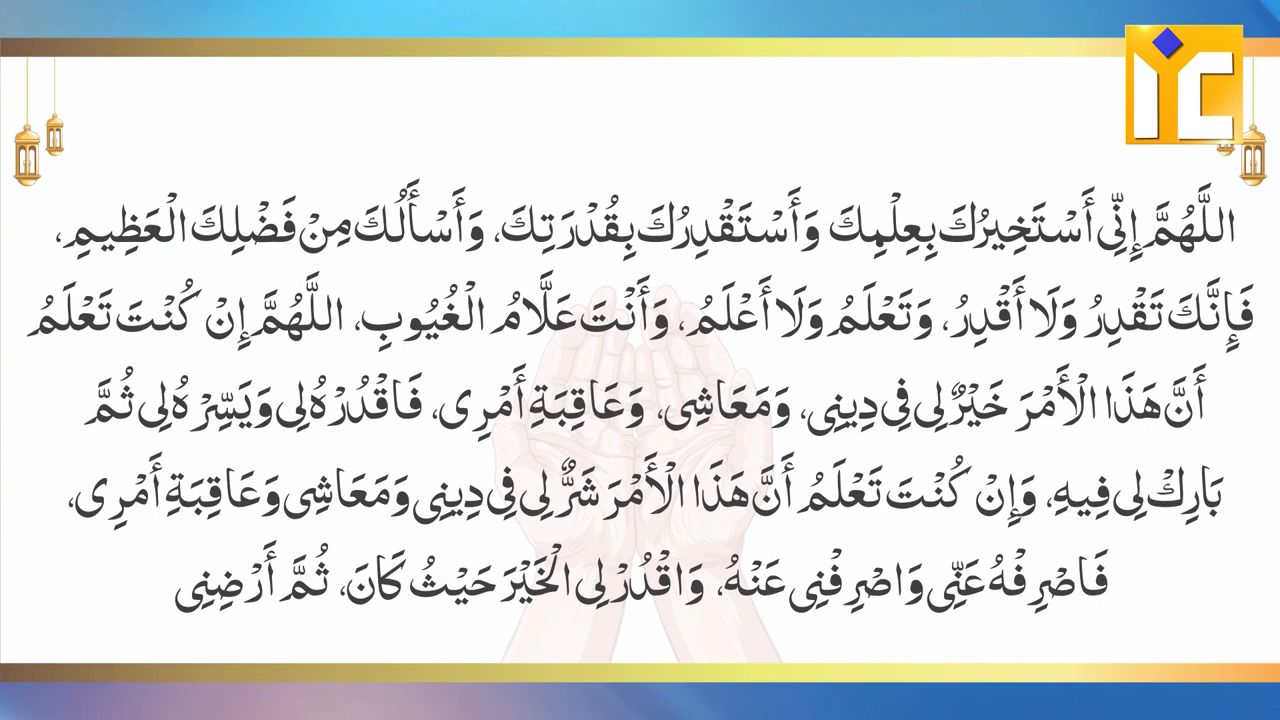 اللَّهُمَّ إِنِّي أَسْتَخِيرُكَ بِعِلْمِكَ وَأَسْتَقْدِرُكَ بِقُدْرَتِكَ، وَأَسْأَلُكَ مِنْ فَضْلِكَ الْعَظِيمِ،
فَإِنَّكَ تَقْدِرُ وَلَا أَقْدِرُ، وَتَعْلَمُ وَلَا أَعْلَمُ، وَأَنْتَ عَلَّامُ الْغُيُوبِ، اللَّهُمَّ إِنْ كُنْتَ تَعْلَمُ
أَنَّ هَذَا الْأَمْرَ خَيْرٌ لِي فِي دِينِي، وَمَعَاشِي، وَعَاقِبَةِ أَمْرِي، فَاقْدُرْهُ لِي وَيَسِّرْهُ لِي ثُمَّ
بَارِكْ لِي فِيهِ، وَإِنْ كُنْتَ تَعْلَمُ أَنَّ هَذَا الْأَمْرَ شَرٌّ لِي فِي دِينِي وَمَعَاشِي وَعَاقِبَةِ أَمْرِي،
فَاصْرِفْهُ عَنِّي وَاصْرِفْنِي عَنْهُ، وَاقْدُرْ لِي الْخَيْرَ حَيْثُ كَانَ، ثُمَّ أَرْضِنِي